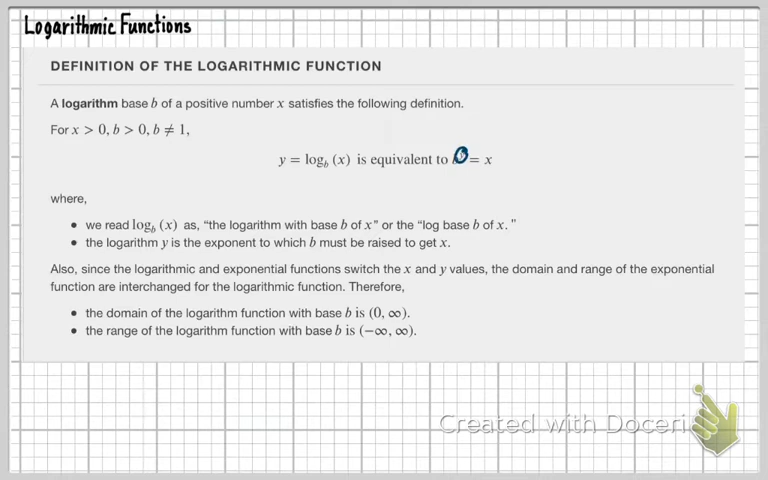 Logarithmic Functions
DEFINITION OF THE LOGARITHMIC FUNCTION
A logarithm base b of a positive number x satisfies the following definition.
For x > 0, b > 0, b ≠ 1,
y = log_b (x) is equivalent to = x
where,
• we read log_b (x) as, “the logarithm with base b of x” or the “log base b of x. "
• the logarithm y is the exponent to which b must be raised to get x.
Also, since the logarithmic and exponential functions switch the x and y values, the domain and range of the exponential
function are interchanged for the logarithmic function. Therefore,
• the domain of the logarithm function with base b is (0, ∞).
• the range of the logarithm function with base b is (−∞, ∞).
Created with Doceri